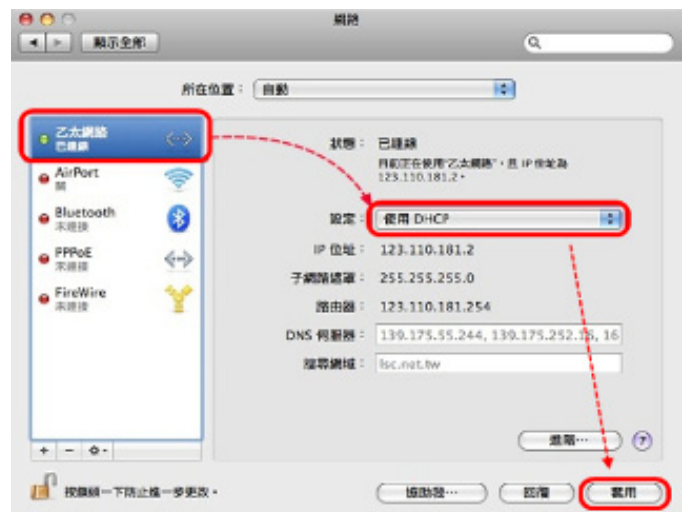 網路
顯示全部
所在位置： 自動
乙太網路
已連線
AirPort
關
Bluetooth
未連接
PPPoE
未連接
FireWire
未連接
狀態： 已連線
目前正在使用“乙太網路”，且 IP 位址為
123.110.181.2。
設定： 使用 DHCP
IP 位址： 123.110.181.2
子網路遮罩： 255.255.255.0
路由器： 123.110.181.254
DNS 伺服器： 139.175.55.244, 139.175.252.16, 16
搜尋網域： lsc.net.tw
進階…
?
按鎖頭一下防止進一步更改。
協助我…
回復
套用